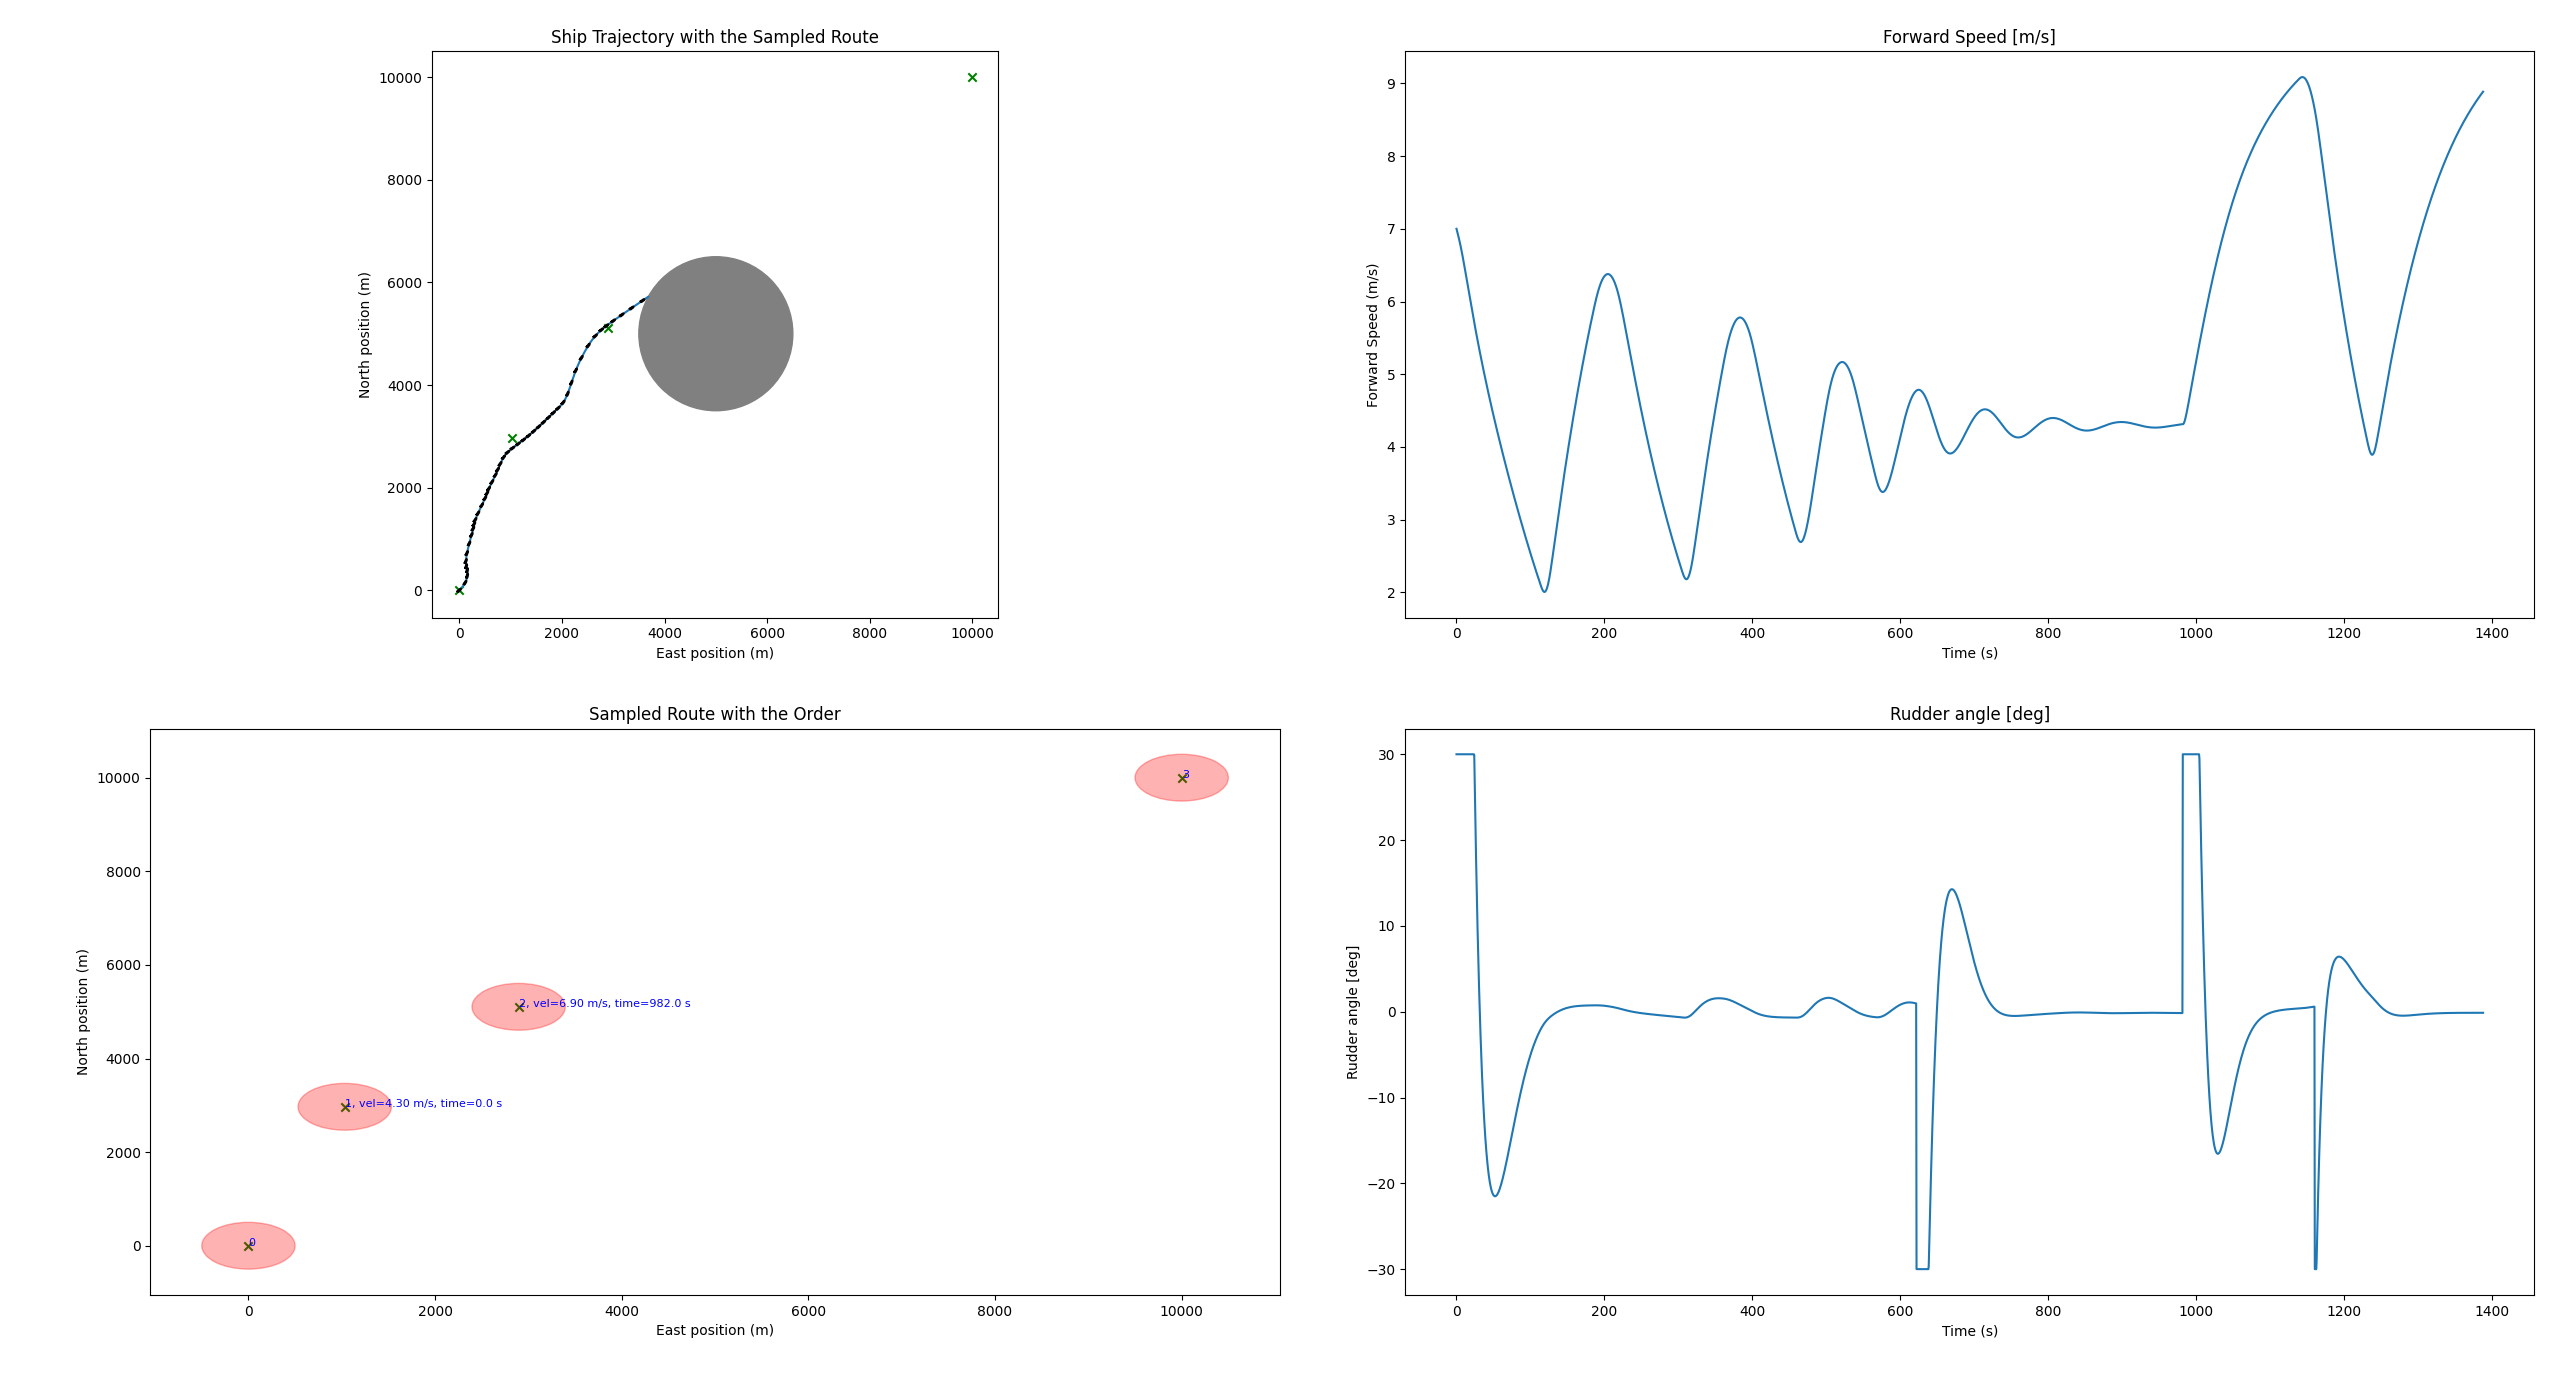 Ship Trajectory with the Sampled Route
North position (m)
10000
8000
6000
4000
2000
0
0 2000 4000 6000 8000 10000
East position (m)
Forward Speed [m/s]
Forward Speed (m/s)
9
8
7
6
5
4
3
2
0 200 400 600 800 1000 1200 1400
Time (s)
Sampled Route with the Order
North position (m)
10000
8000
6000
4000
2000
0
3
2, vel=6.90 m/s, time=982.0 s
1, vel=4.30 m/s, time=0.0 s
0
0 2000 4000 6000 8000 10000
East position (m)
Rudder angle [deg]
Rudder angle [deg]
30
20
10
0
−10
−20
−30
0 200 400 600 800 1000 1200 1400
Time (s)